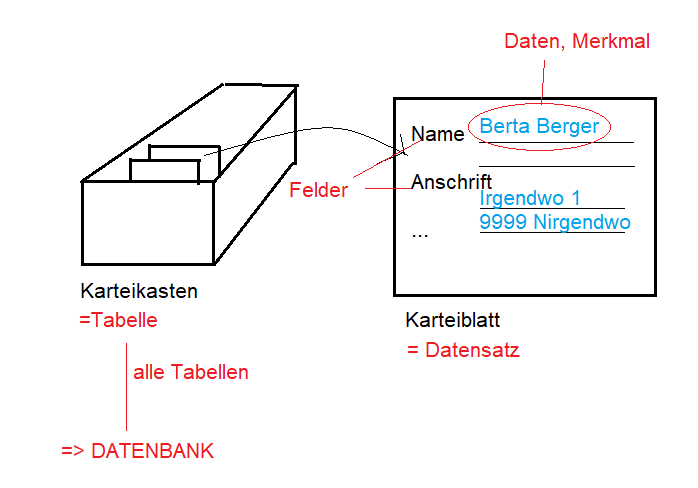 Daten, Merkmal
Name Berta Berger
Felder
Anschrift
Irgendwo 1
9999 Nirgendwo
...
Karteikasten
=Tabelle
Karteiblatt
= Datensatz
alle Tabellen
=> DATENBANK